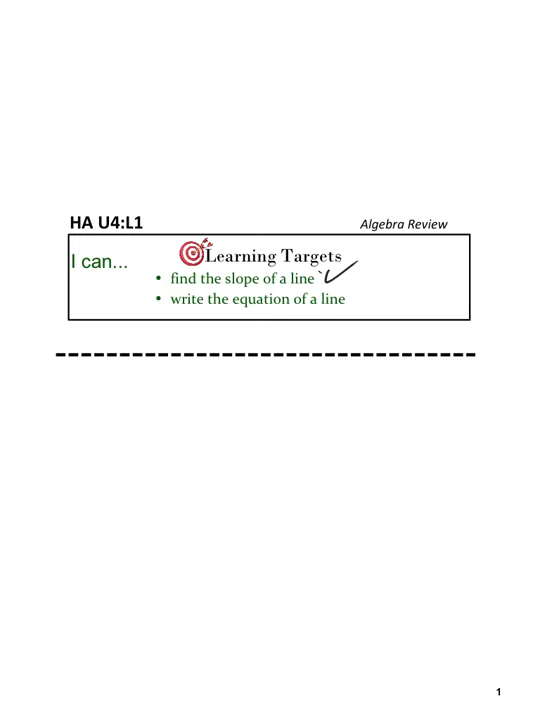 HA U4:L1 Algebra Review
Learning Targets
I can...
• find the slope of a line
• write the equation of a line
1